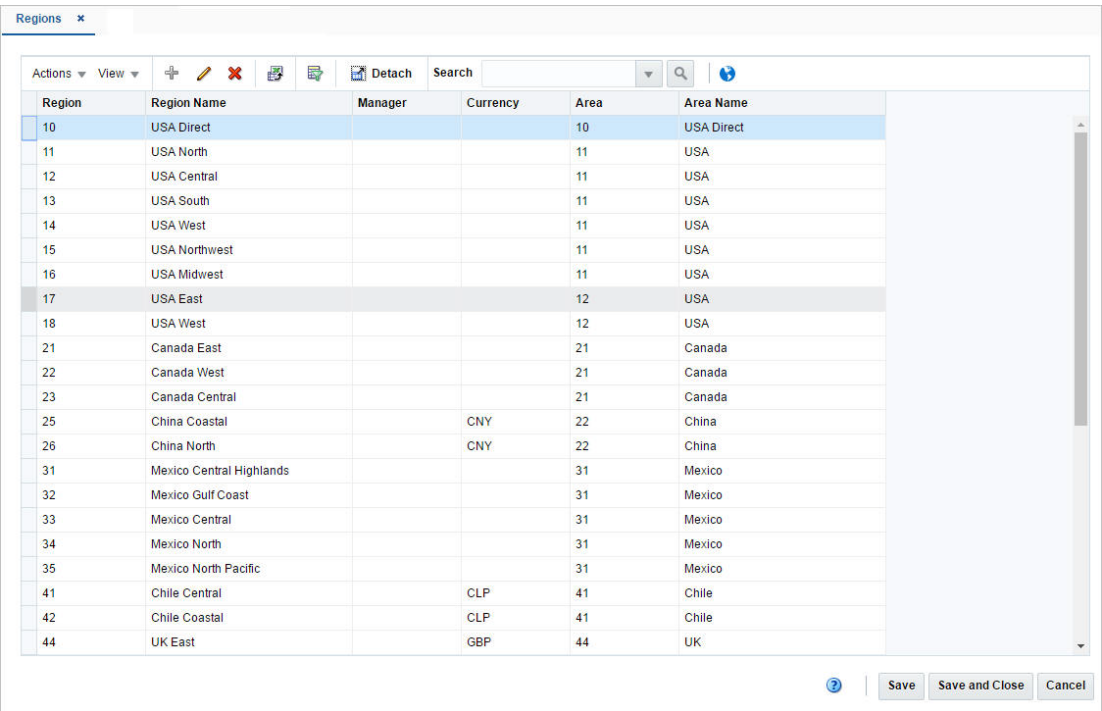 Regions ×
Actions View Detach Search
Region Region Name Manager Currency Area Area Name
10 USA Direct 10 USA Direct
11 USA North 11 USA
12 USA Central 11 USA
13 USA South 11 USA
14 USA West 11 USA
15 USA Northwest 11 USA
16 USA Midwest 11 USA
17 USA East 12 USA
18 USA West 12 USA
21 Canada East 21 Canada
22 Canada West 21 Canada
23 Canada Central 21 Canada
25 China Coastal CNY 22 China
26 China North CNY 22 China
31 Mexico Central Highlands 31 Mexico
32 Mexico Gulf Coast 31 Mexico
33 Mexico Central 31 Mexico
34 Mexico North 31 Mexico
35 Mexico North Pacific 31 Mexico
41 Chile Central CLP 41 Chile
42 Chile Coastal CLP 41 Chile
44 UK East GBP 44 UK
? Save Save and Close Cancel